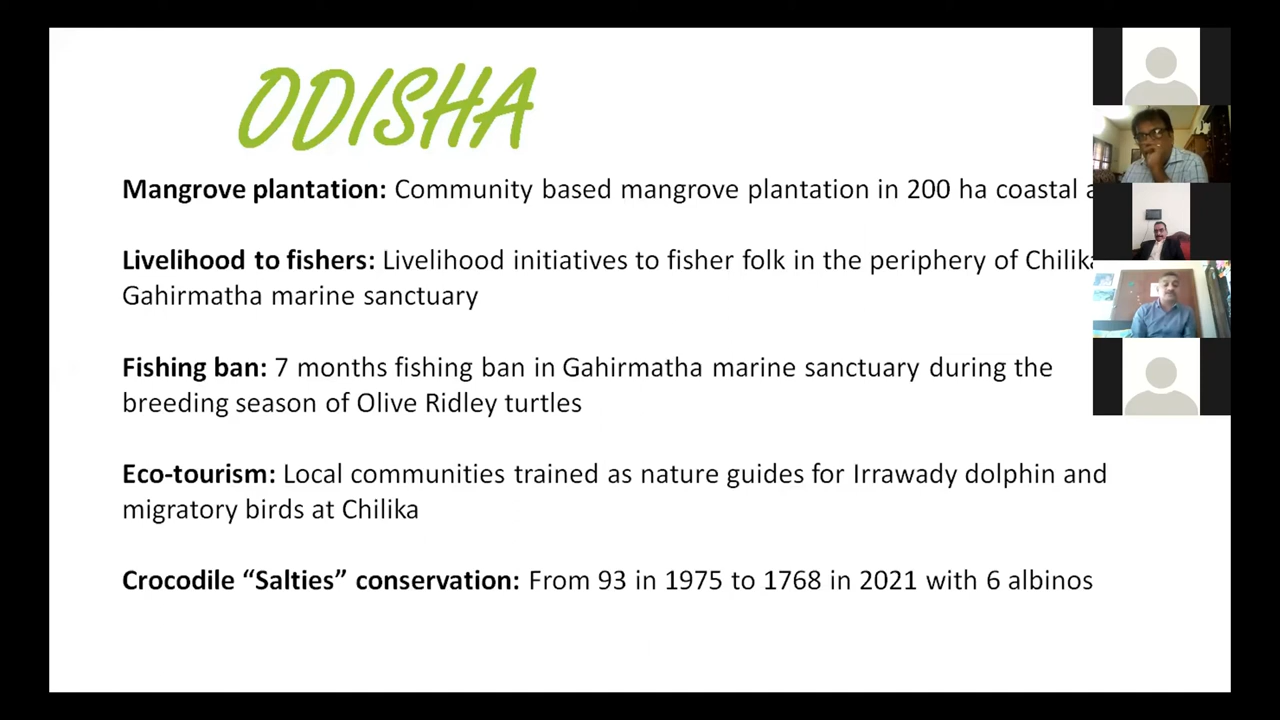 ODISHA
Mangrove plantation: Community based mangrove plantation in 200 ha coastal
Livelihood to fishers: Livelihood initiatives to fisher folk in the periphery of Chilika
Gahirmatha marine sanctuary
Fishing ban: 7 months fishing ban in Gahirmatha marine sanctuary during the
breeding season of Olive Ridley turtles
Eco-tourism: Local communities trained as nature guides for Irrawady dolphin and
migratory birds at Chilika
Crocodile “Salties” conservation: From 93 in 1975 to 1768 in 2021 with 6 albinos